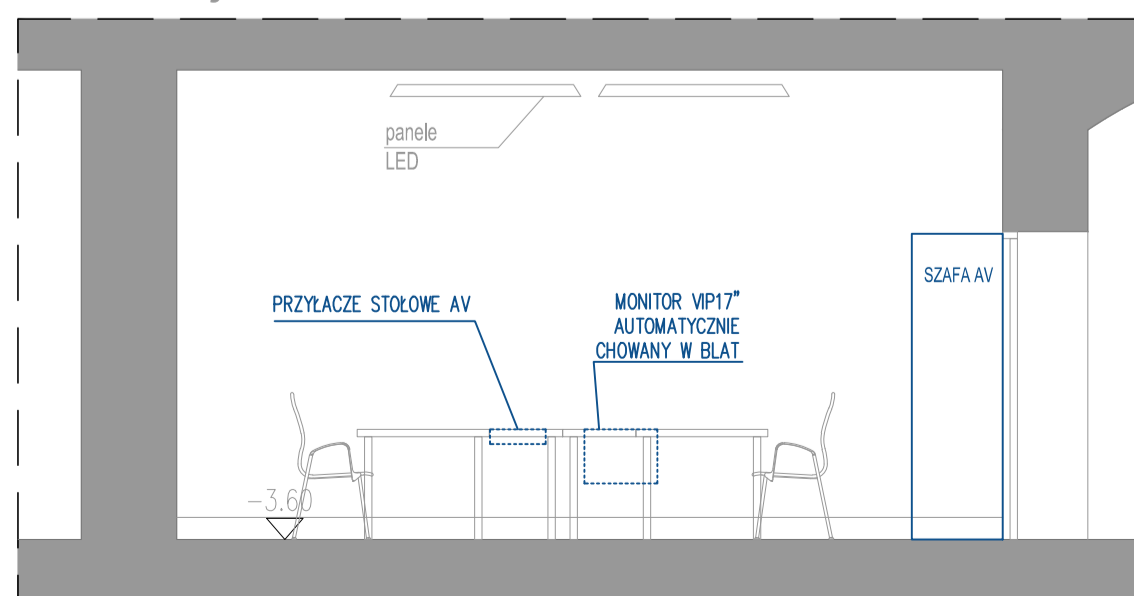 panele
LED
SZAFA AV
PRZYŁACZE STOŁOWE AV
MONITOR VIP17”
AUTOMATYCZNIE
CHOWANY W BLAT
-3.60